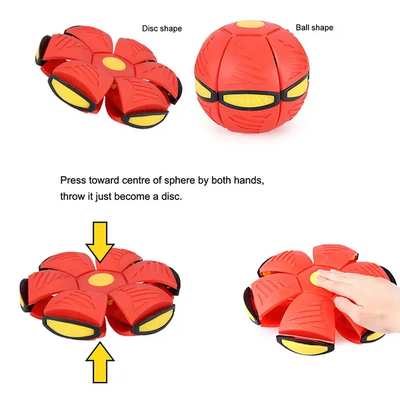 Disc shape
Ball shape
Press toward centre of sphere by both hands,
throw it just become a disc.